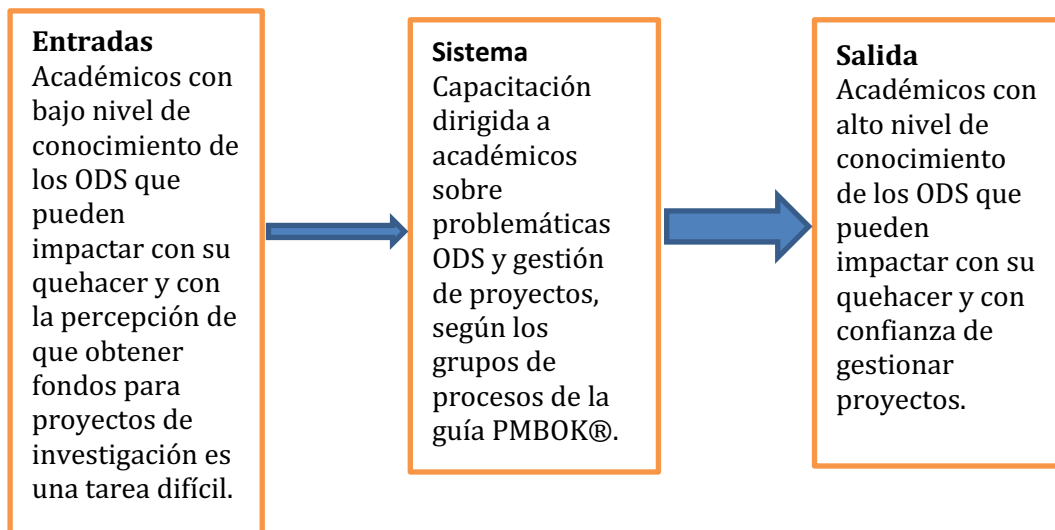 Entradas
Académicos con
bajo nivel de
conocimiento de
los ODS que
pueden
impactar con su
quehacer y con
la percepción de
que obtener
fondos para
proyectos de
investigación es
una tarea difícil.
Sistema
Capacitación
dirigida a
académicos
sobre
problemáticas
ODS y gestión
de proyectos,
según los
grupos de
procesos de la
guía PMBOK®.
Salida
Académicos con
alto nivel de
conocimiento
de los ODS que
pueden
impactar con su
quehacer y con
confianza de
gestionar
proyectos.